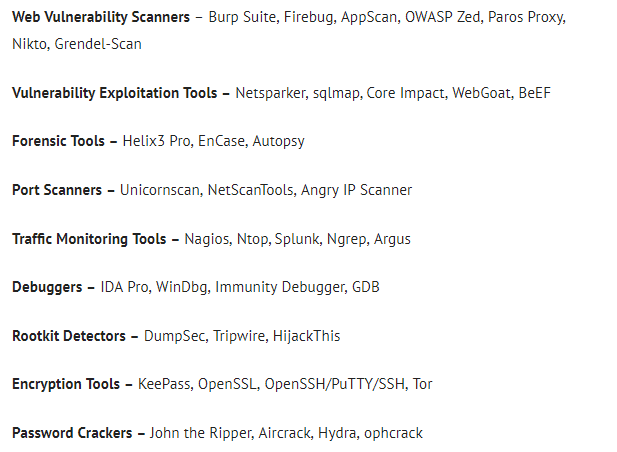 Web Vulnerability Scanners – Burp Suite, Firebug, AppScan, OWASP Zed, Paros Proxy,
Nikto, Grendel-Scan
Vulnerability Exploitation Tools – Netsparker, sqlmap, Core Impact, WebGoat, BeEF
Forensic Tools – Helix3 Pro, EnCase, Autopsy
Port Scanners – Unicornscan, NetScanTools, Angry IP Scanner
Traffic Monitoring Tools – Nagios, Ntop, Splunk, Ngrep, Argus
Debuggers – IDA Pro, WinDbg, Immunity Debugger, GDB
Rootkit Detectors – DumpSec, Tripwire, HijackThis
Encryption Tools – KeePass, OpenSSL, OpenSSH/PuTTY/SSH, Tor
Password Crackers – John the Ripper, Aircrack, Hydra, ophcrack